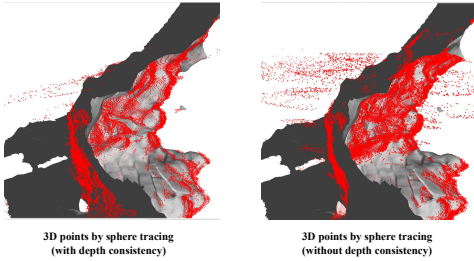 3D points by sphere tracing
(with depth consistency)
3D points by sphere tracing
(without depth consistency)